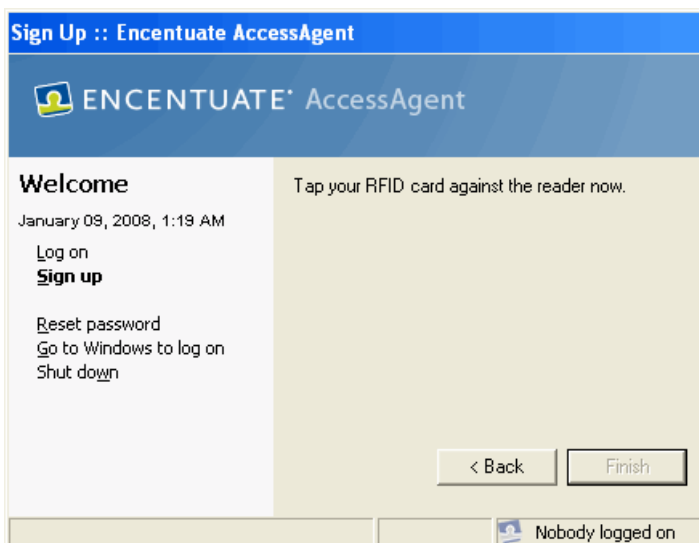 Sign Up :: Encentuate AccessAgent
ENCENTUATE® AccessAgent
Welcome
January 09, 2008, 1:19 AM
Log on
Sign up
Reset password
Go to Windows to log on
Shut down
Tap your RFID card against the reader now.
< Back
Finish
Nobody logged on